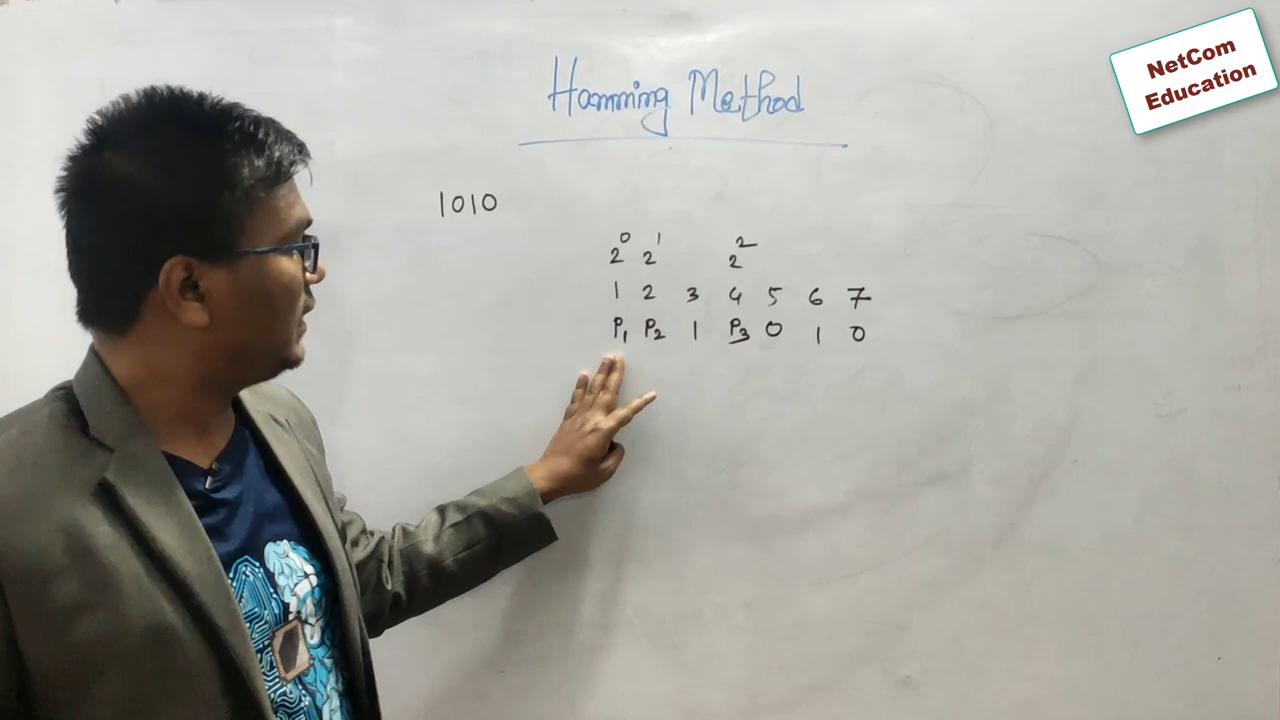 Hamming Method
NetCom
Education
1010
2⁰ 2¹ 2²
1 2 3 4 5 6 7
P₁ P₂ 1 P₃ 0 1 0